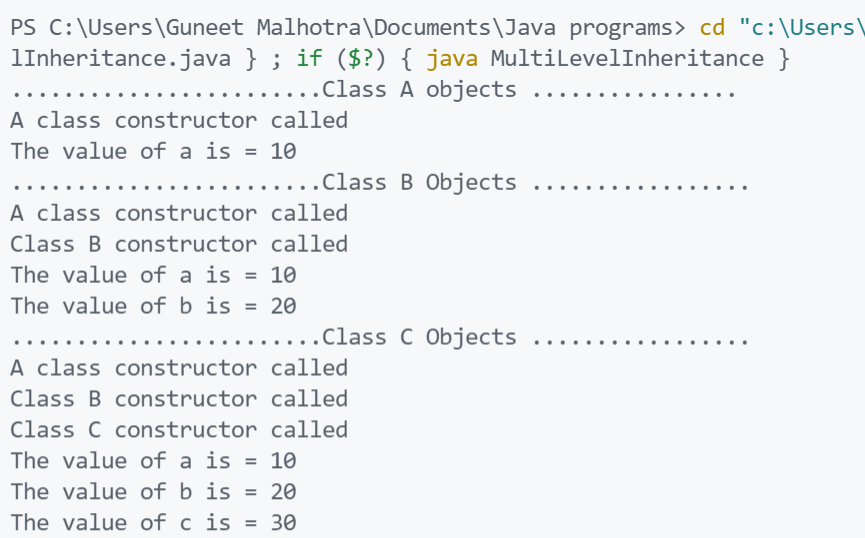 PS C:\Users\Guneet Malhotra\Documents\Java programs> cd "c:\Users\
lInheritance.java } ; if ($?) { java MultiLevelInheritance }
........................Class A objects ................
A class constructor called
The value of a is = 10
........................Class B Objects .................
A class constructor called
Class B constructor called
The value of a is = 10
The value of b is = 20
........................Class C Objects .................
A class constructor called
Class B constructor called
Class C constructor called
The value of a is = 10
The value of b is = 20
The value of c is = 30